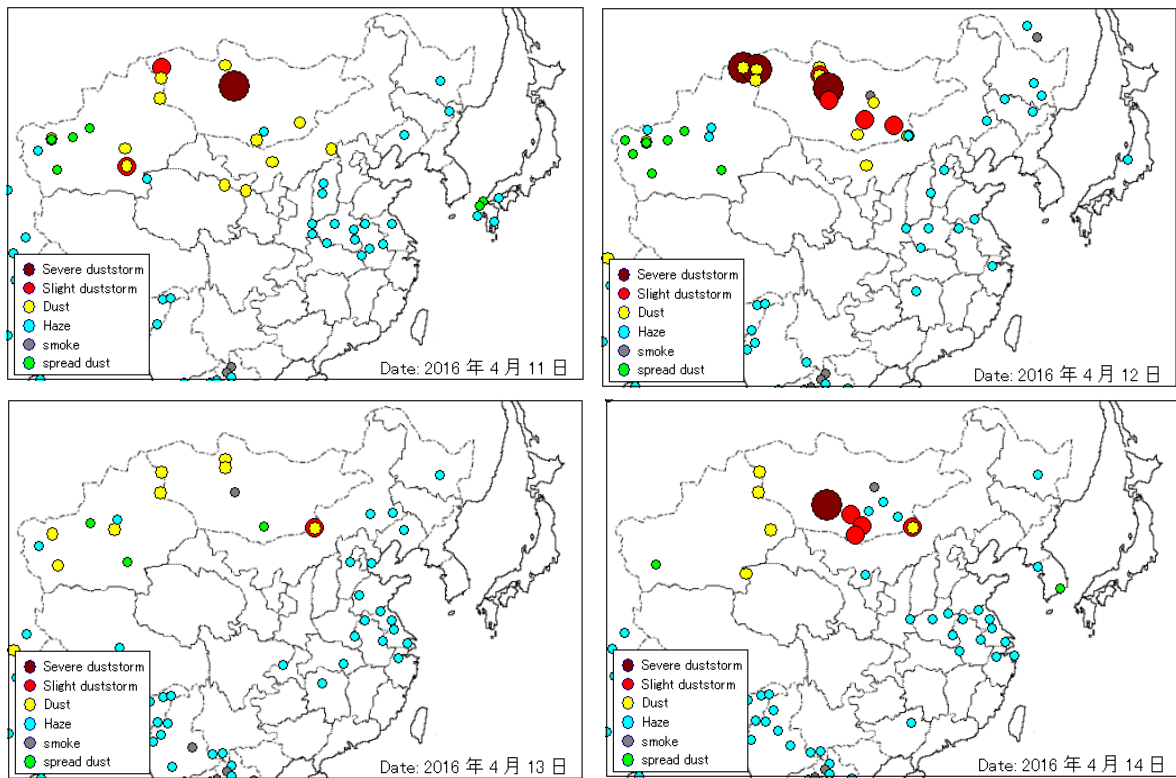 Severe duststorm
Slight duststorm
Dust
Haze
smoke
spread dust
Date: 2016 年 4 月 11 日
Severe duststorm
Slight duststorm
Dust
Haze
smoke
spread dust
Date: 2016 年 4 月 12 日
Severe duststorm
Slight duststorm
Dust
Haze
smoke
spread dust
Date: 2016 年 4 月 13 日
Severe duststorm
Slight duststorm
Dust
Haze
smoke
spread dust
Date: 2016 年 4 月 14 日